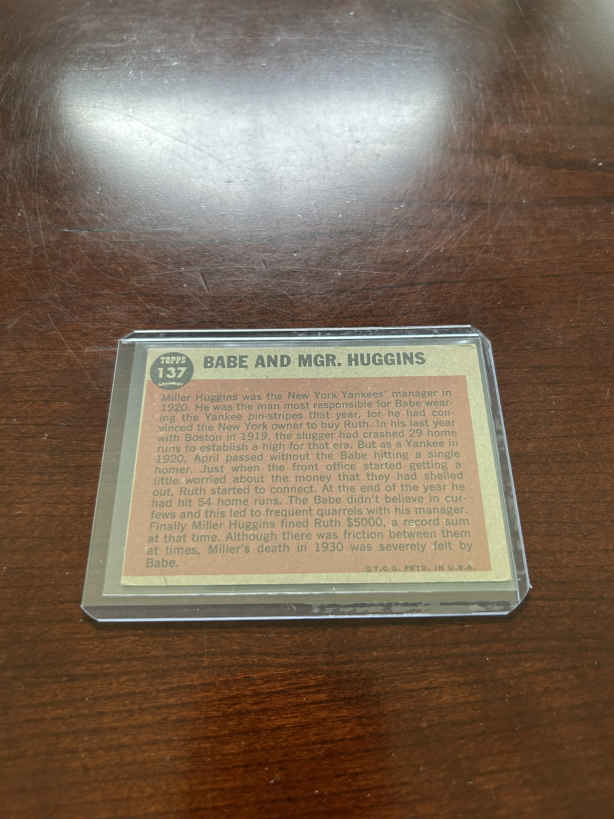 TOPPS
137
BABE AND MGR. HUGGINS
Miller Huggins was the New York Yankees' manager in
1920. He was the man most responsible for Babe wear-
ing the Yankee pin-stripes that year, for he had con-
vinced the New York owner to buy Ruth. In his last year
with Boston in 1919, the slugger had crashed 29 home
runs to establish a high for that era. But as a Yankee in
1920, April passed without the Babe hitting a single
homer. Just when the front office started getting a
little worried about the money that they had shelled
out, Ruth started to connect. At the end of the year he
had hit 54 home runs. The Babe didn't believe in cur-
fews and this led to frequent quarrels with his manager.
Finally Miller Huggins fined Ruth $5000, a record sum
at that time. Although there was friction between them
at times, Miller's death in 1930 was severely felt by
Babe.
©T.C.G. PRTD. IN U.S.A.